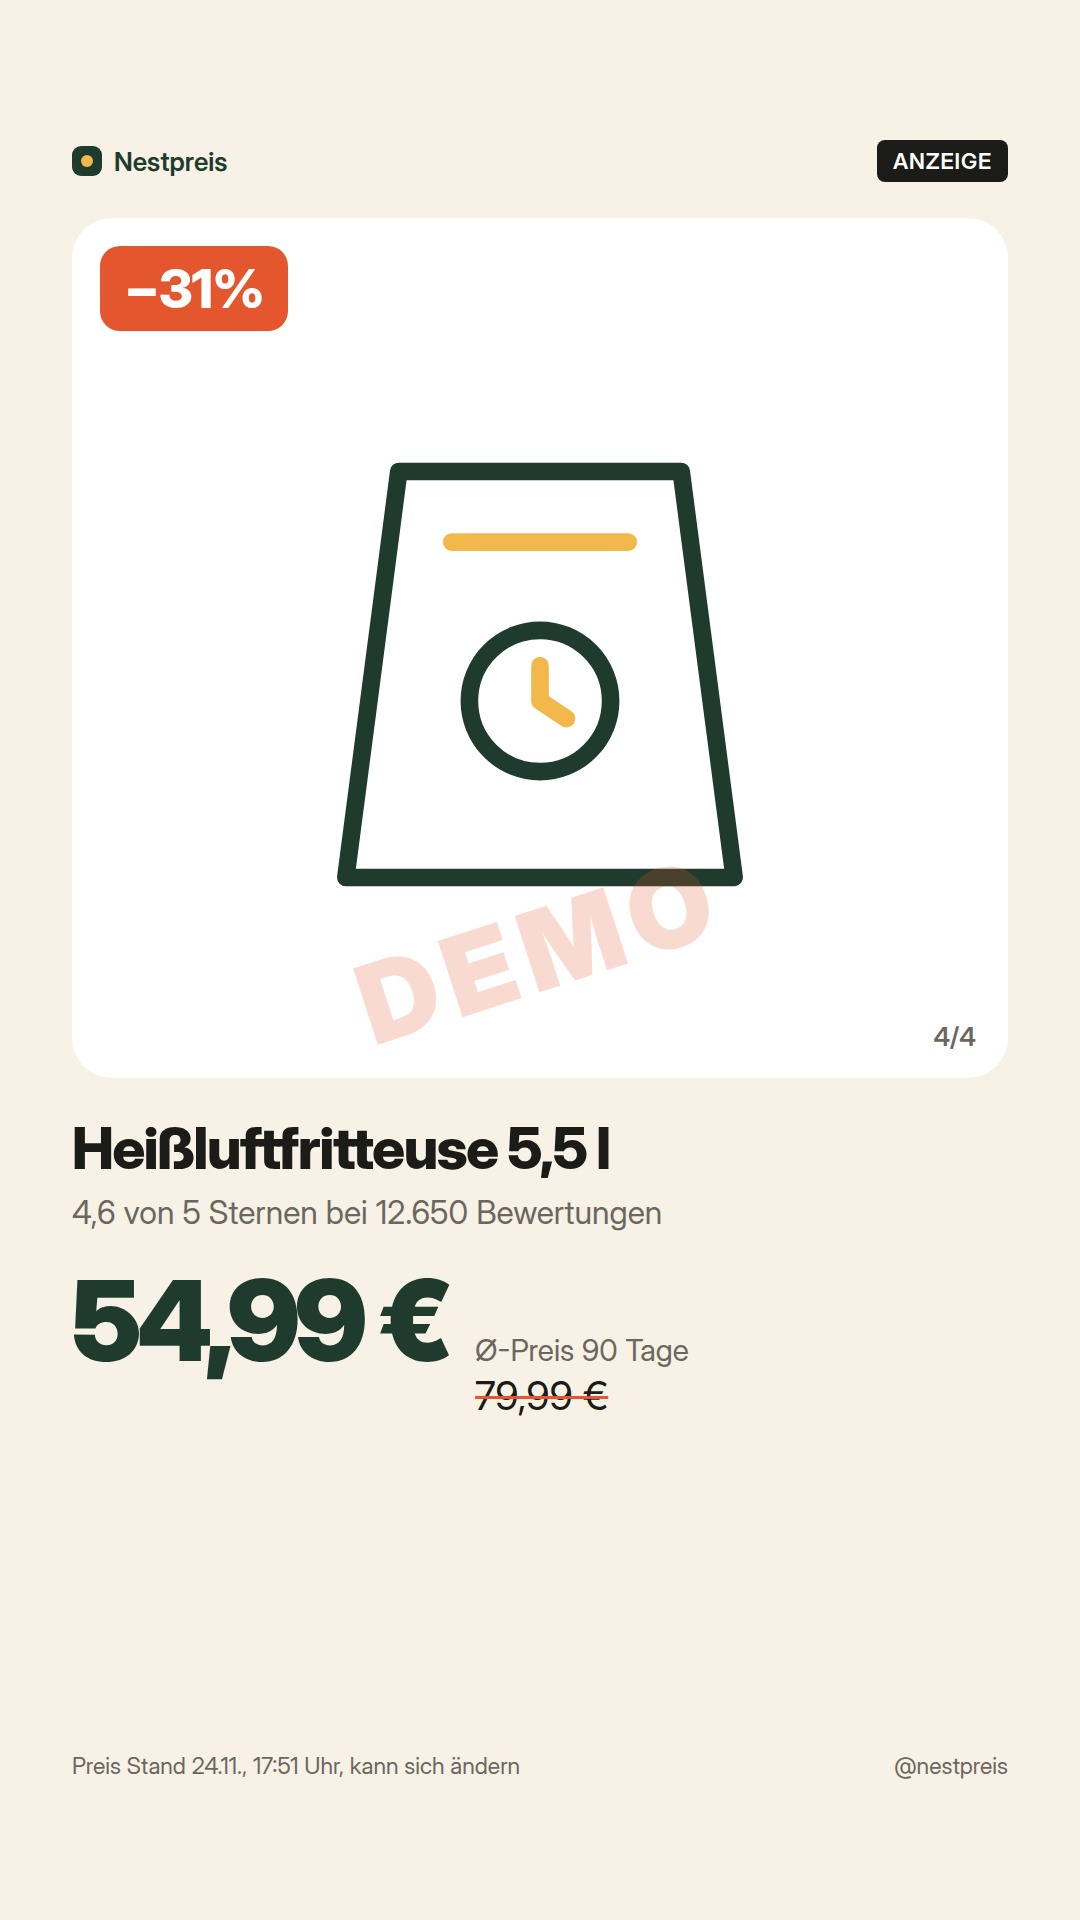 Nestpreis
ANZEIGE
–31%
DEMO
4/4
Heißluftfritteuse 5,5 l
4,6 von 5 Sternen bei 12.650 Bewertungen
54,99 €
Ø-Preis 90 Tage
79,99 €
Preis Stand 24.11., 17:51 Uhr, kann sich ändern
@nestpreis